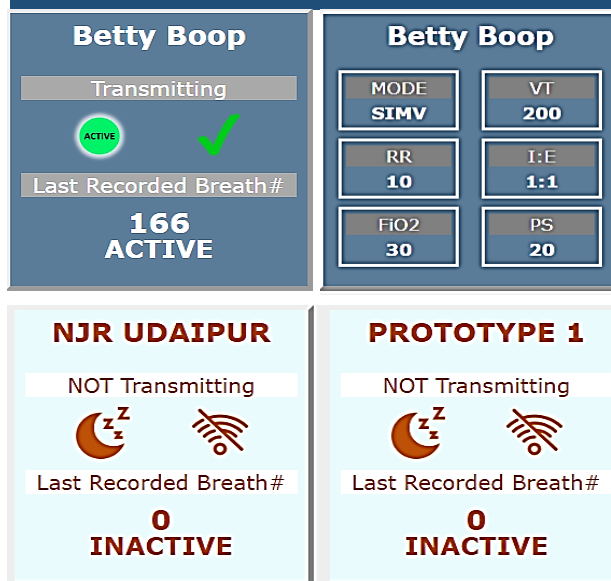 Betty Boop
Transmitting
ACTIVE
Last Recorded Breath#
166
ACTIVE
Betty Boop
MODE
SIMV
VT
200
RR
10
I:E
1:1
FiO2
30
PS
20
NJR UDAIPUR
NOT Transmitting
z z z
Last Recorded Breath#
0
INACTIVE
PROTOTYPE 1
NOT Transmitting
z z z
Last Recorded Breath#
0
INACTIVE